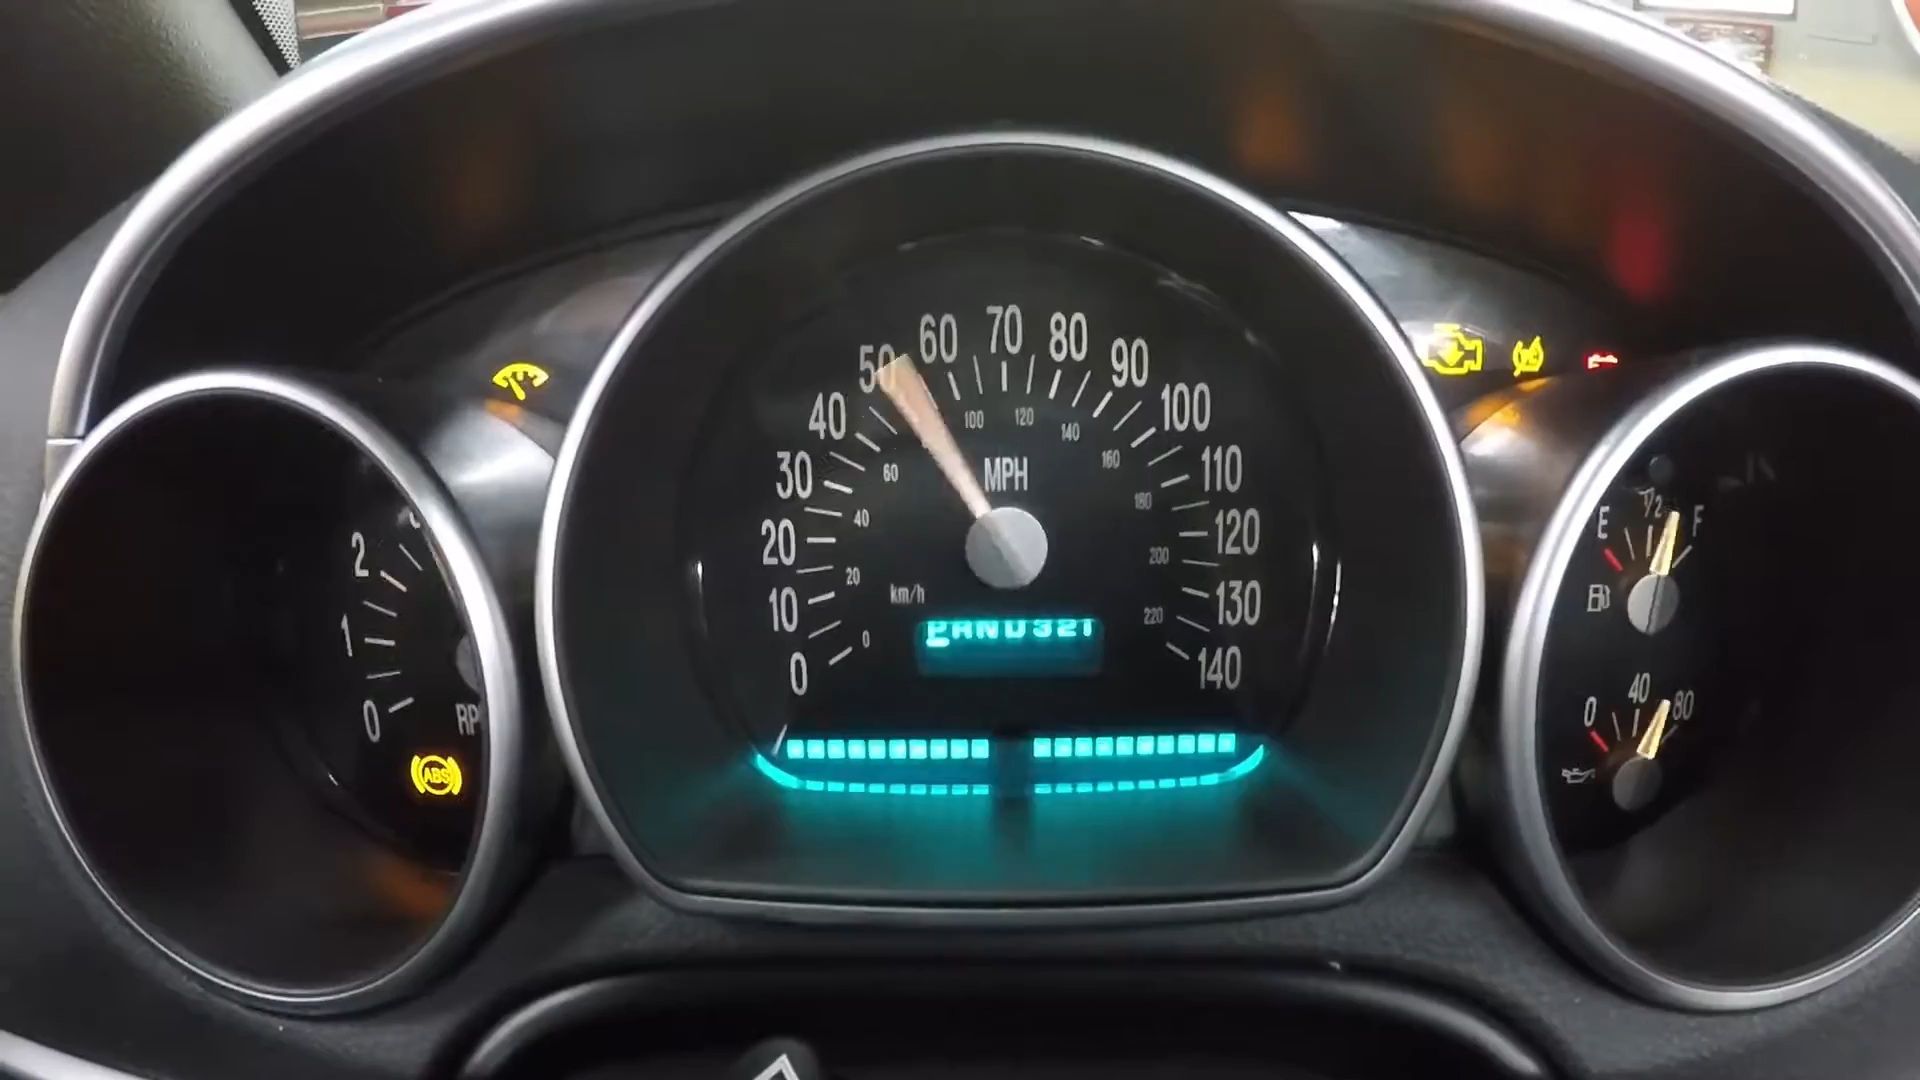 0 10 20 30 40 50 60 70 80 90 100 110 120 130 140
0 20 40 60 100 120 140 160 180 200 220
MPH
km/h
PRND321
0 1 2
ABS
E 1/2 F
0 40 80